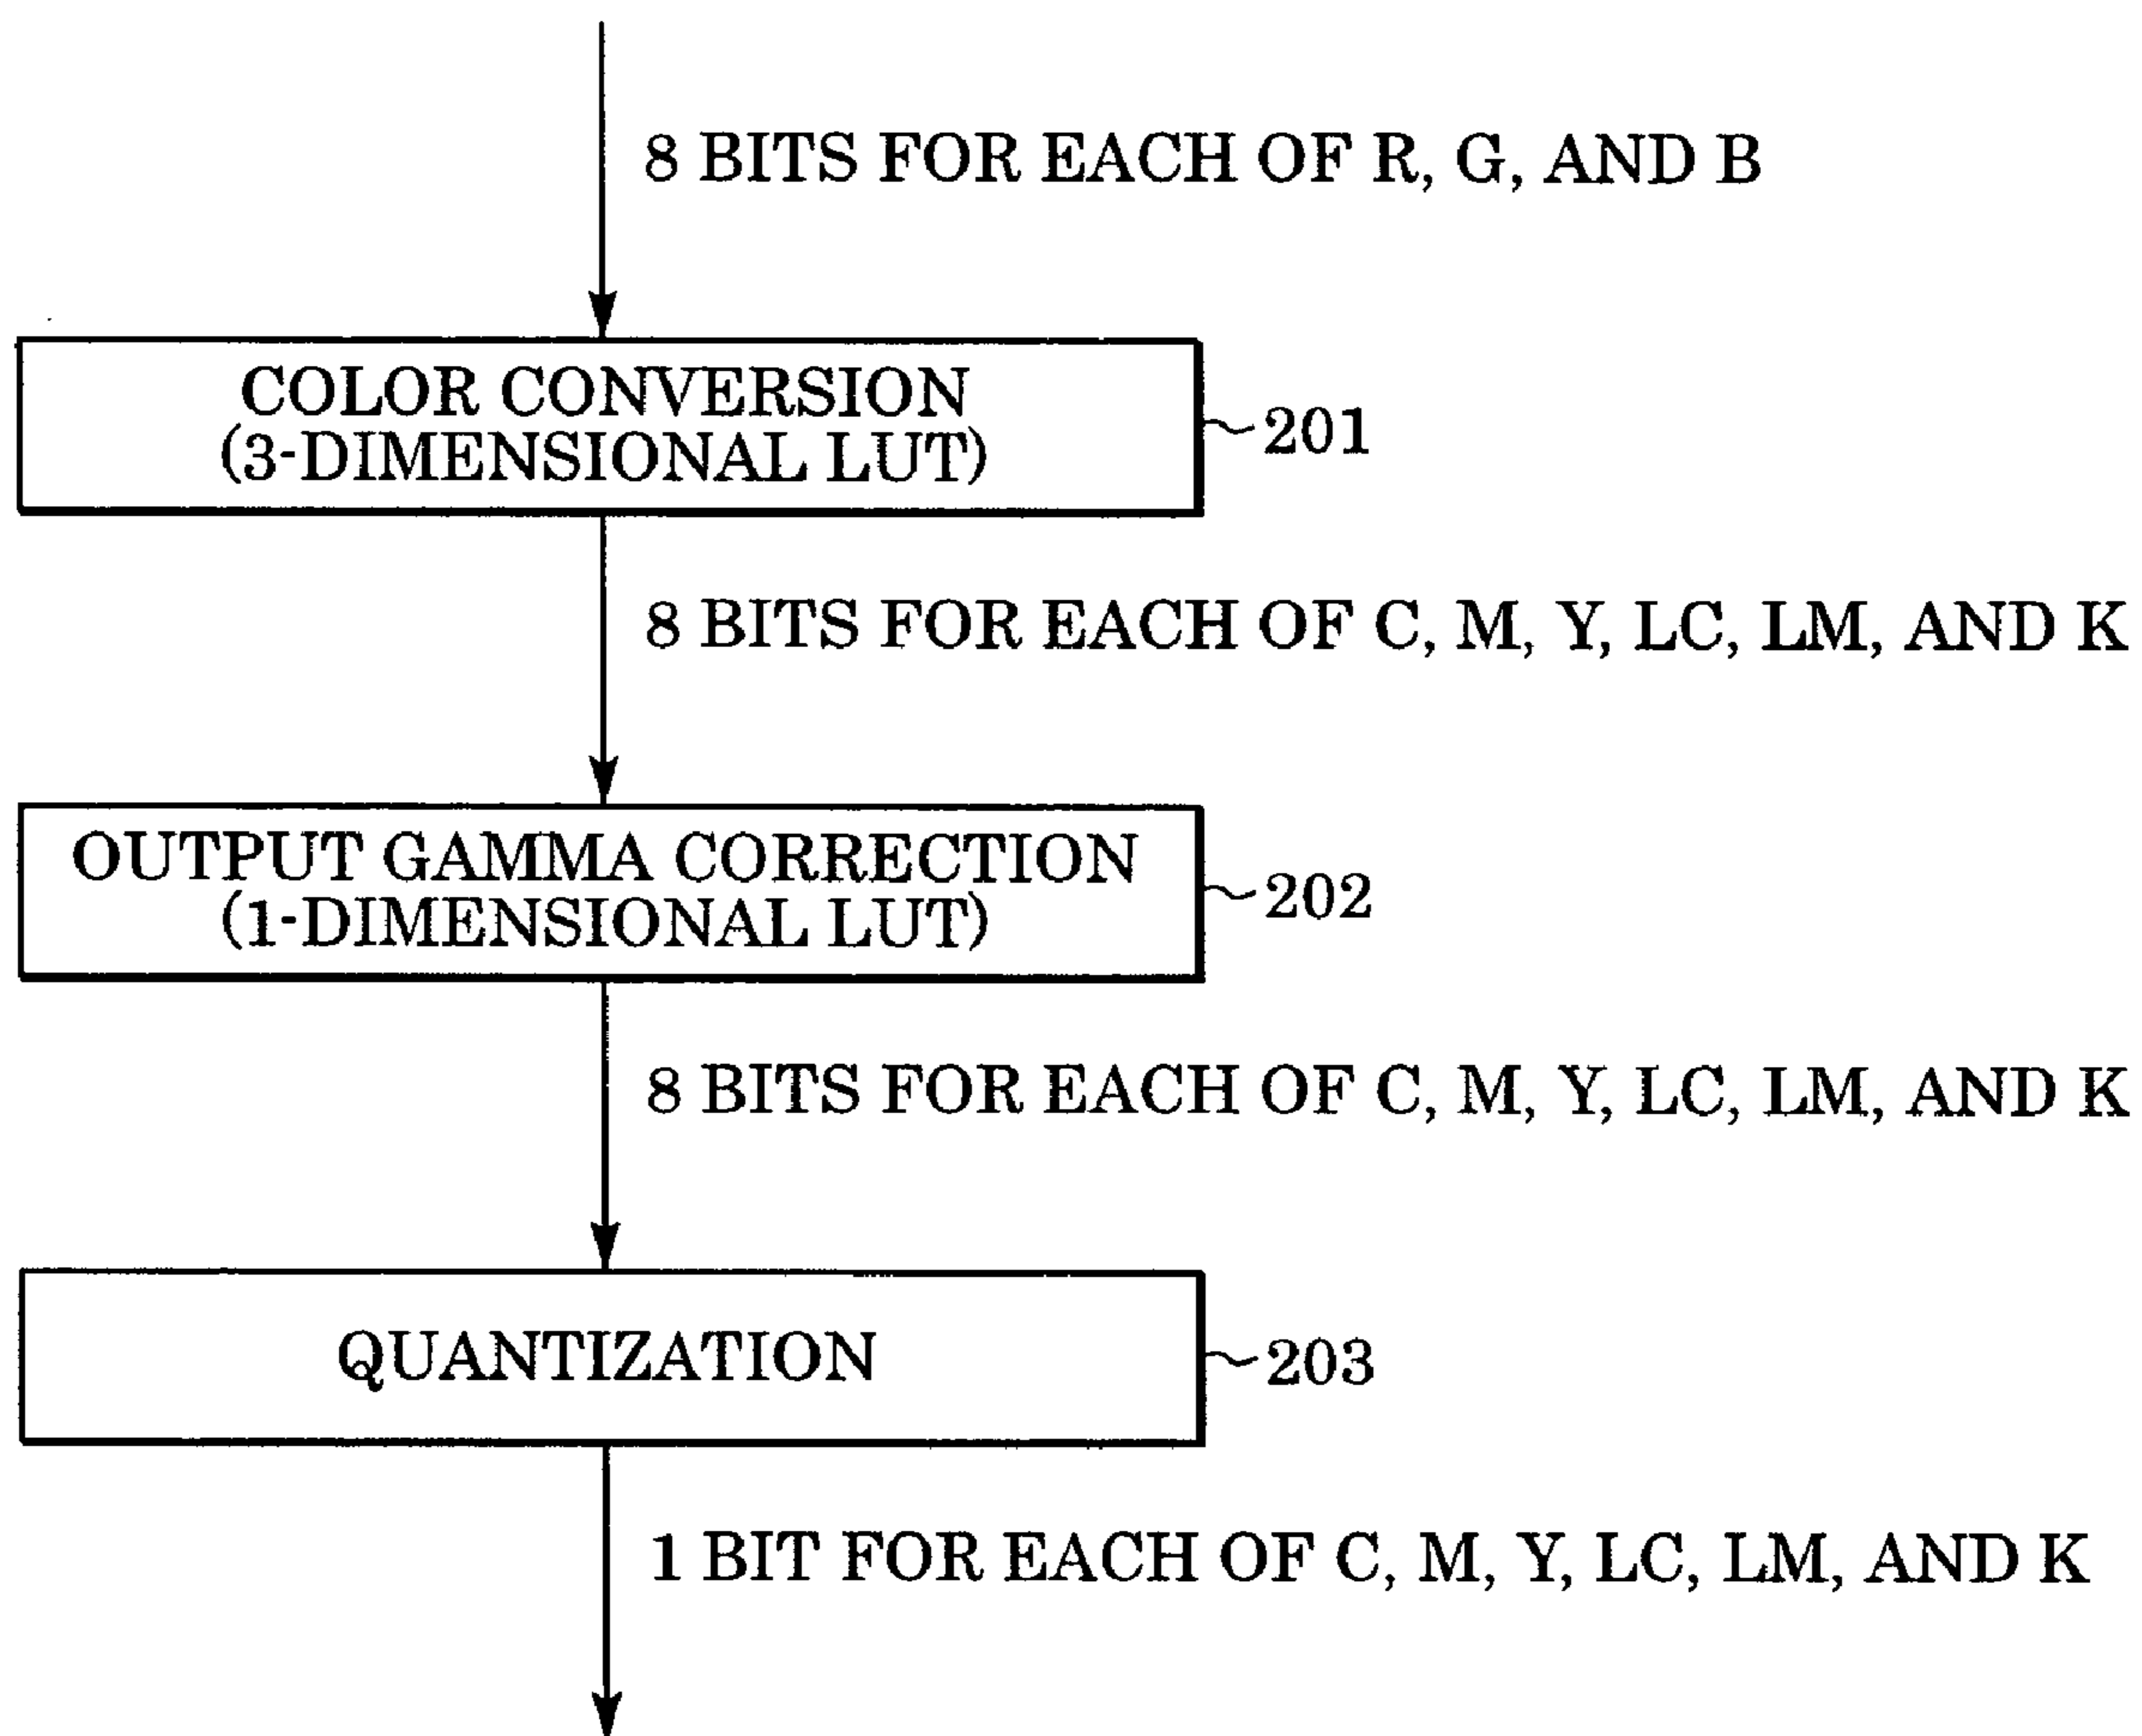 8 BITS FOR EACH OF R, G, AND B
COLOR CONVERSION
(3-DIMENSIONAL LUT)
201
8 BITS FOR EACH OF C, M, Y, LC, LM, AND K
OUTPUT GAMMA CORRECTION
(1-DIMENSIONAL LUT)
202
8 BITS FOR EACH OF C, M, Y, LC, LM, AND K
QUANTIZATION
203
1 BIT FOR EACH OF C, M, Y, LC, LM, AND K